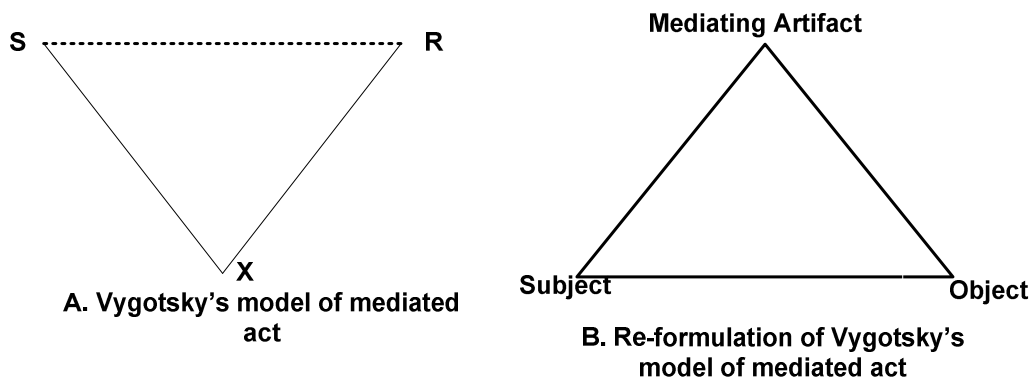 S
R
X
A. Vygotsky's model of mediated
act
Mediating Artifact
Subject
Object
B. Re-formulation of Vygotsky's
model of mediated act